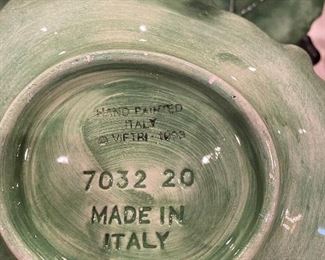 HAND PAINTED
ITALY
© VIETRI
7032 20
MADE IN
ITALY